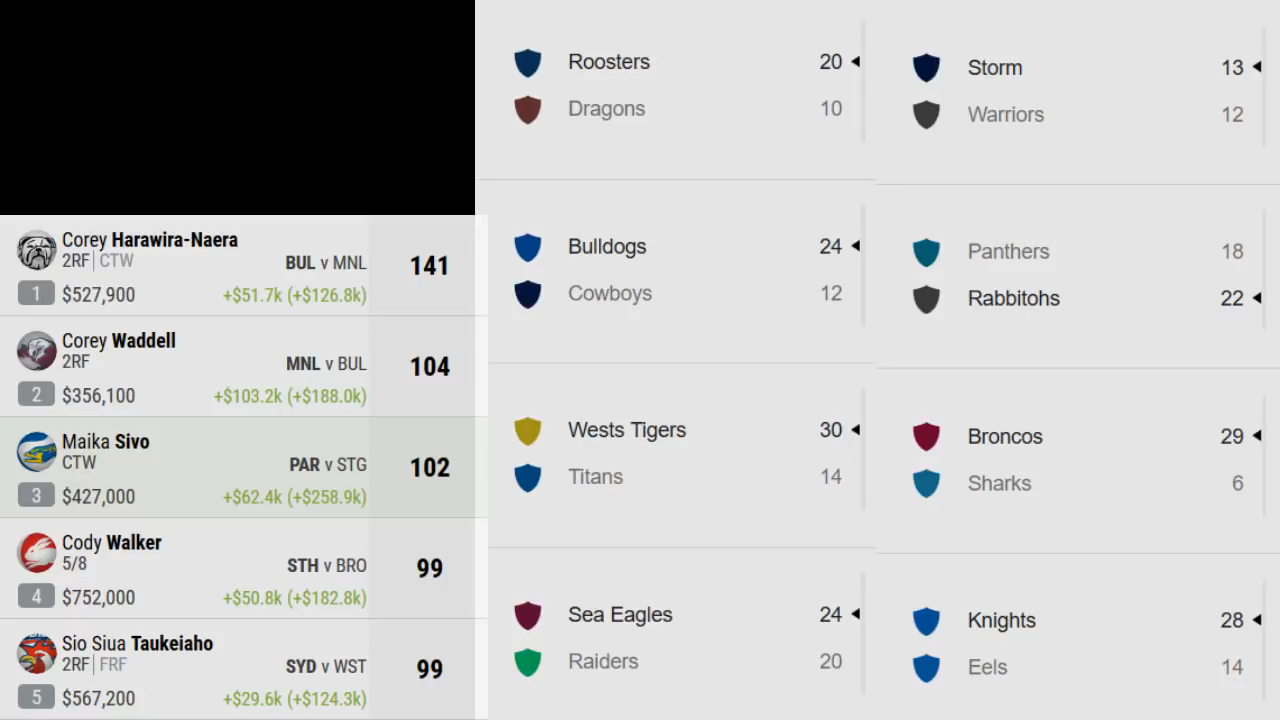 Corey Harawira-Naera
2RF | CTW
BUL v MNL
141
1
$527,900
+$51.7k (+$126.8k)
Corey Waddell
2RF
MNL v BUL
104
2
$356,100
+$103.2k (+$188.0k)
Maika Sivo
CTW
PAR v STG
102
3
$427,000
+$62.4k (+$258.9k)
Cody Walker
5/8
STH v BRO
99
4
$752,000
+$50.8k (+$182.8k)
Sio Siua Taukeiaho
2RF | FRF
SYD v WST
99
5
$567,200
+$29.6k (+$124.3k)
Roosters 20
Dragons 10
Bulldogs 24
Cowboys 12
Wests Tigers 30
Titans 14
Sea Eagles 24
Raiders 20
Storm 13
Warriors 12
Panthers 18
Rabbitohs 22
Broncos 29
Sharks 6
Knights 28
Eels 14